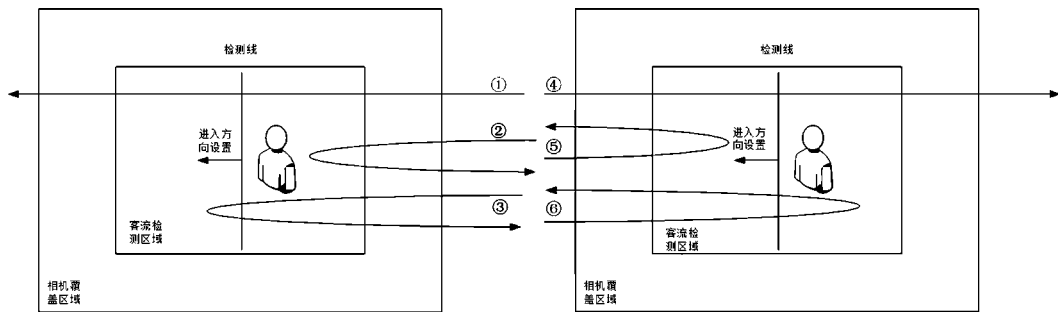 检测线
①
进入方
向设置
②
③
客流检
测区域
相机覆
盖区域
检测线
④
进入方
向设置
⑤
⑥
客流检
测区域
相机覆
盖区域